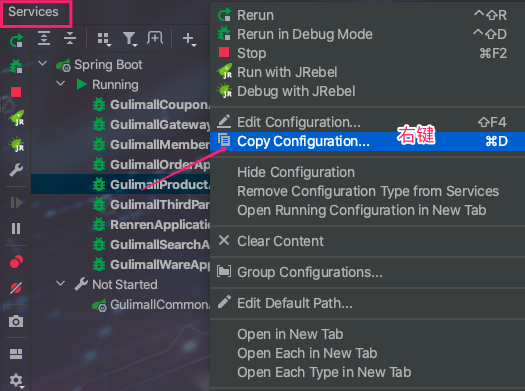 Services
Spring Boot
Running
GulimallCoupon
GulimallGateway
GulimallMember
GulimallOrderAp
GulimallProduct
GulimallThirdPar
RenrenApplicatio
GulimallSearchA
GulimallWareApp
Not Started
GulimallCommon
Rerun ⌃⇧R
Rerun in Debug Mode ⌃⇧D
Stop ⌘F2
Run with JRebel
Debug with JRebel
Edit Configuration... ⇧F4
Copy Configuration... 右键 ⌘D
Hide Configuration
Remove Configuration Type from Services
Open Running Configuration in New Tab
Clear Content
Group Configurations...
Edit Default Path...
Open in New Tab
Open Each in New Tab
Open Each Type in New Tab